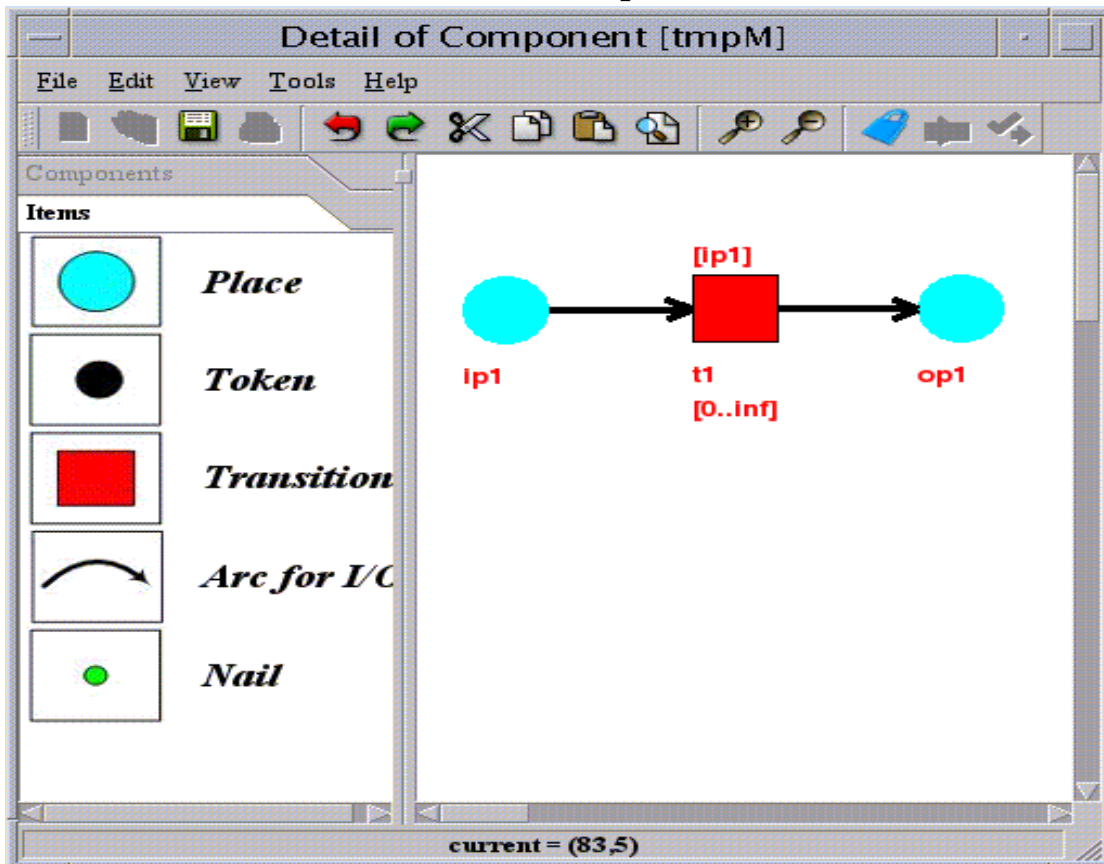 Detail of Component [tmpM]
File Edit View Tools Help
Components
Items
Place
Token
Transition
Arc for I/O
Nail
[ip1]
ip1
t1
op1
[0..inf]
current = (83,5)